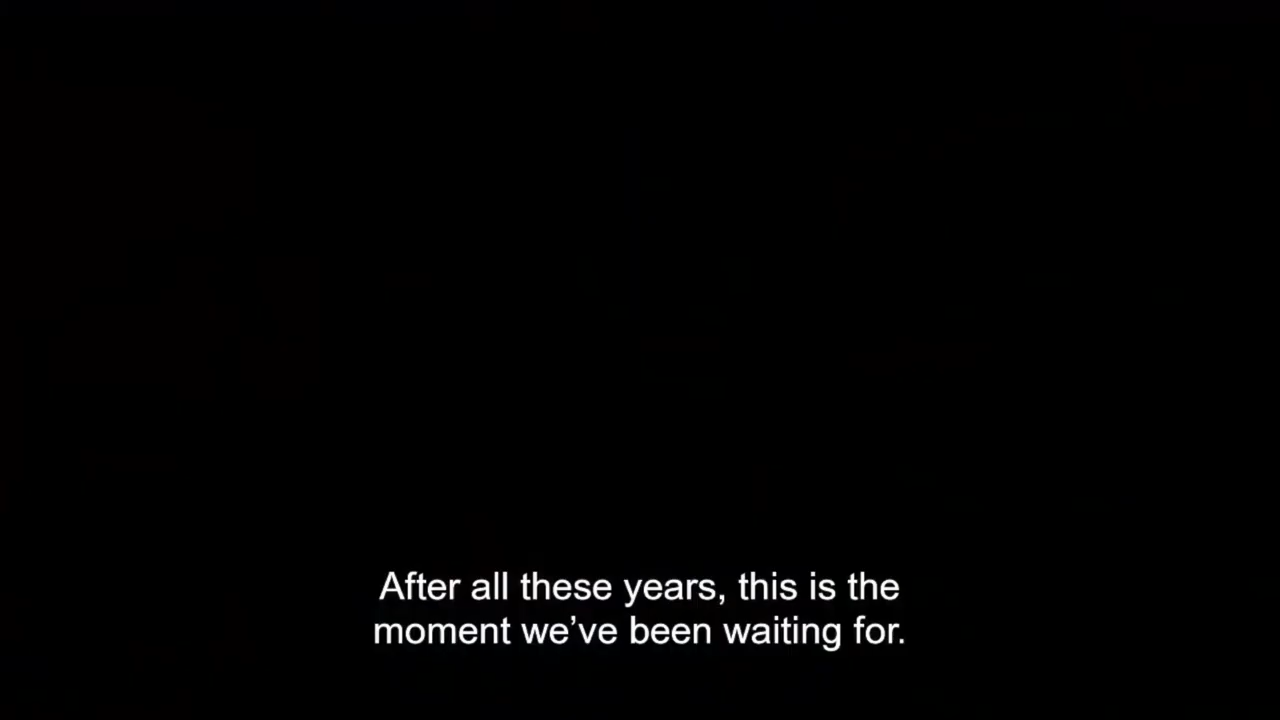 After all these years, this is the
moment we’ve been waiting for.